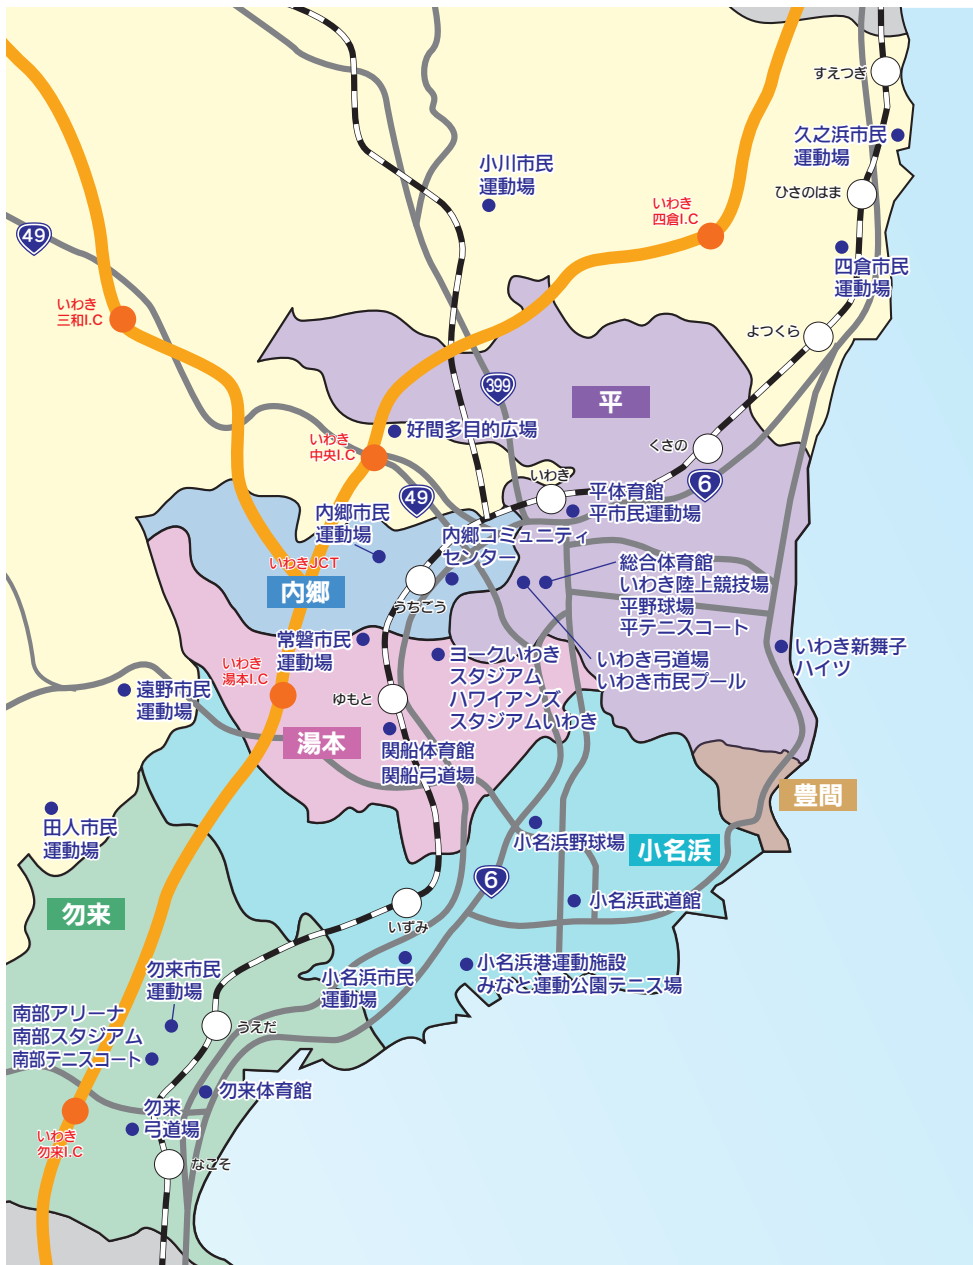 すえつぎ
久之浜市民
運動場
小川市民
運動場
ひさのはま
いわき
四倉I.C
49
四倉市民
運動場
いわき
三和I.C
よつくら
399
平
好間多目的広場
いわき
中央I.C
くさの
いわき
6
49
平体育館
平市民運動場
内郷市民
運動場
内郷コミュニティ
センター
いわきJCT
内郷
うちごう
総合体育館
いわき陸上競技場
平野球場
平テニスコート
常磐市民
運動場
いわき
湯本I.C
ヨークいわき
スタジアム
ハワイアンズ
スタジアムいわき
いわき弓道場
いわき市民プール
いわき新舞子
ハイツ
遠野市民
運動場
ゆもと
湯本
関船体育館
関船弓道場
豊間
田人市民
運動場
小名浜野球場
小名浜
6
小名浜武道館
勿来
いずみ
勿来市民
運動場
小名浜市民
運動場
小名浜港運動施設
みなと運動公園テニス場
南部アリーナ
南部スタジアム
南部テニスコート
うえだ
勿来体育館
勿来
弓道場
いわき
勿来I.C
なこそ